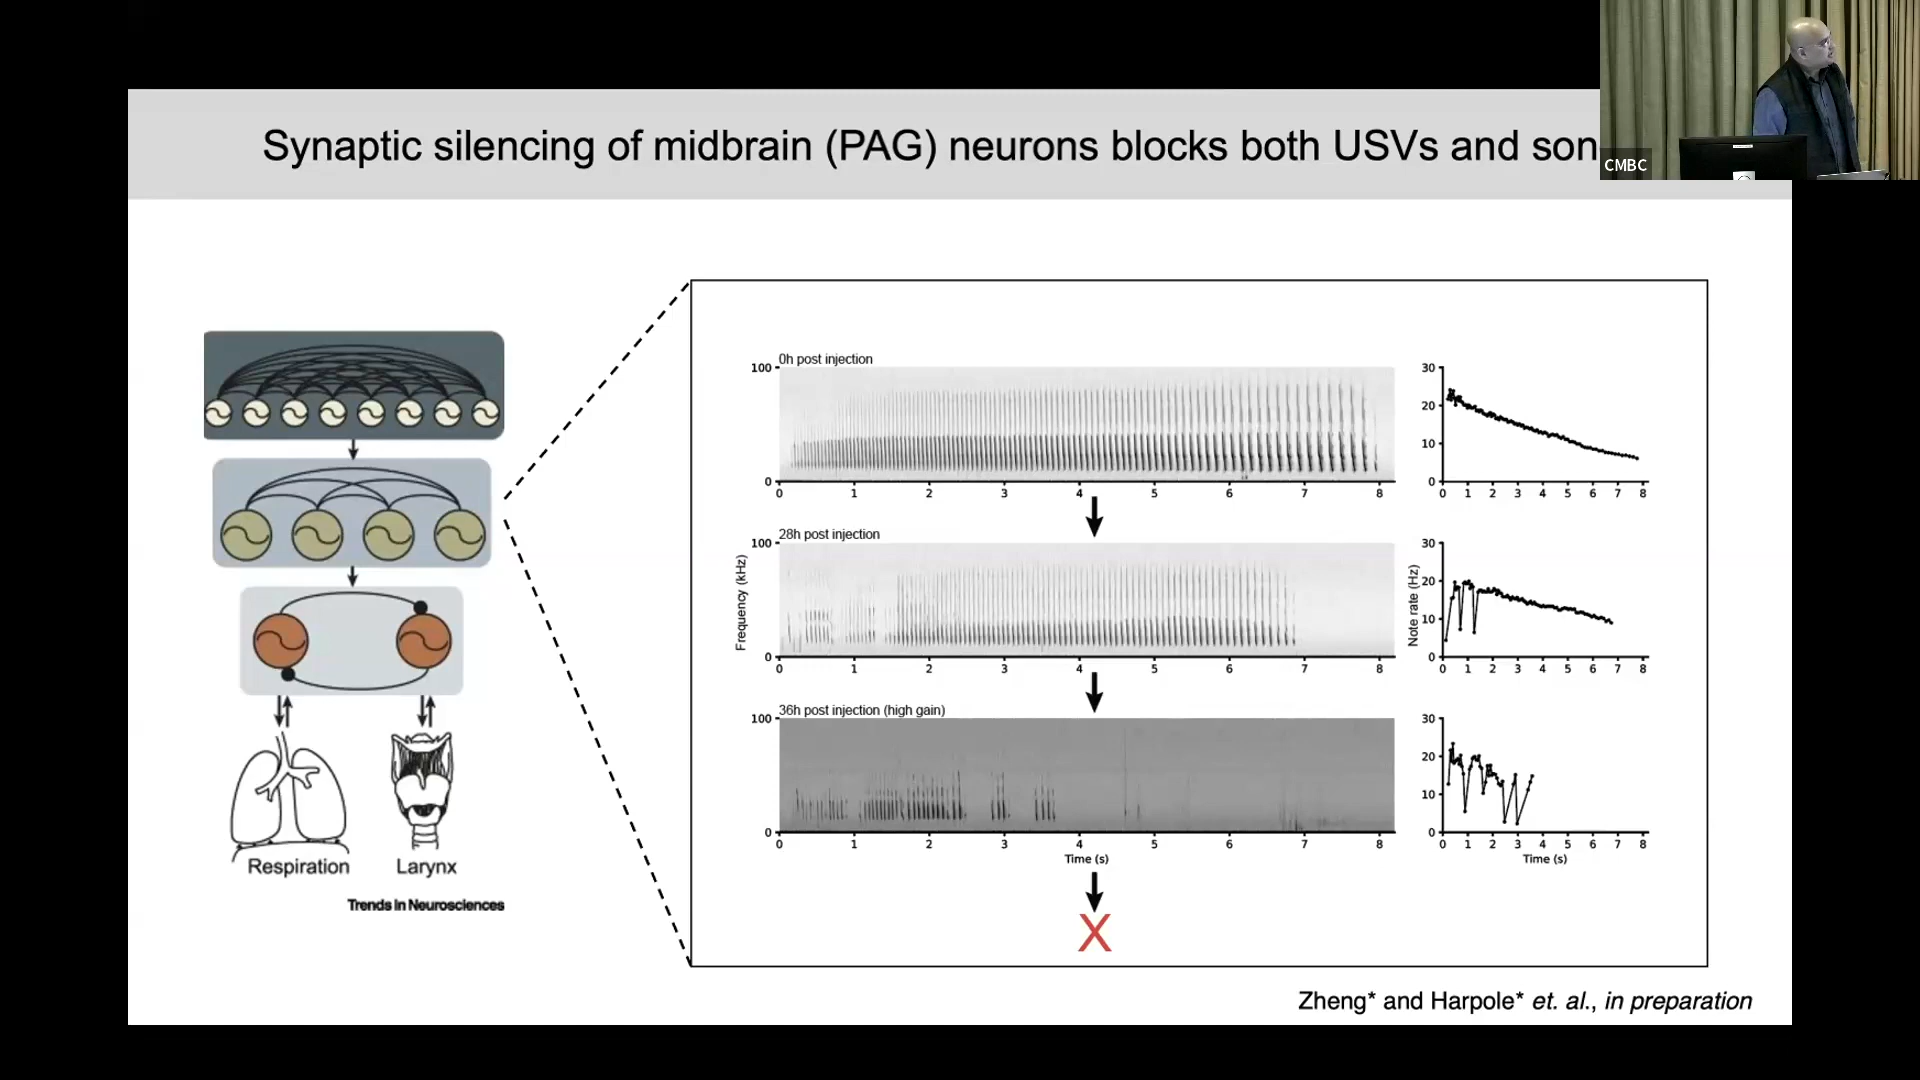 Synaptic silencing of midbrain (PAG) neurons blocks both USVs and son
CMBC
Respiration
Larynx
Trends in Neurosciences
0h post injection
100
0
0 1 2 3 4 5 6 7 8
30
20
10
0
0 1 2 3 4 5 6 7 8
28h post injection
100
Frequency (kHz)
0
0 1 2 3 4 5 6 7 8
30
20
Note rate (Hz)
10
0
0 1 2 3 4 5 6 7 8
36h post injection (high gain)
100
0
0 1 2 3 4 5 6 7 8
Time (s)
30
20
10
0
0 1 2 3 4 5 6 7 8
Time (s)
X
Zheng* and Harpole* et. al., in preparation